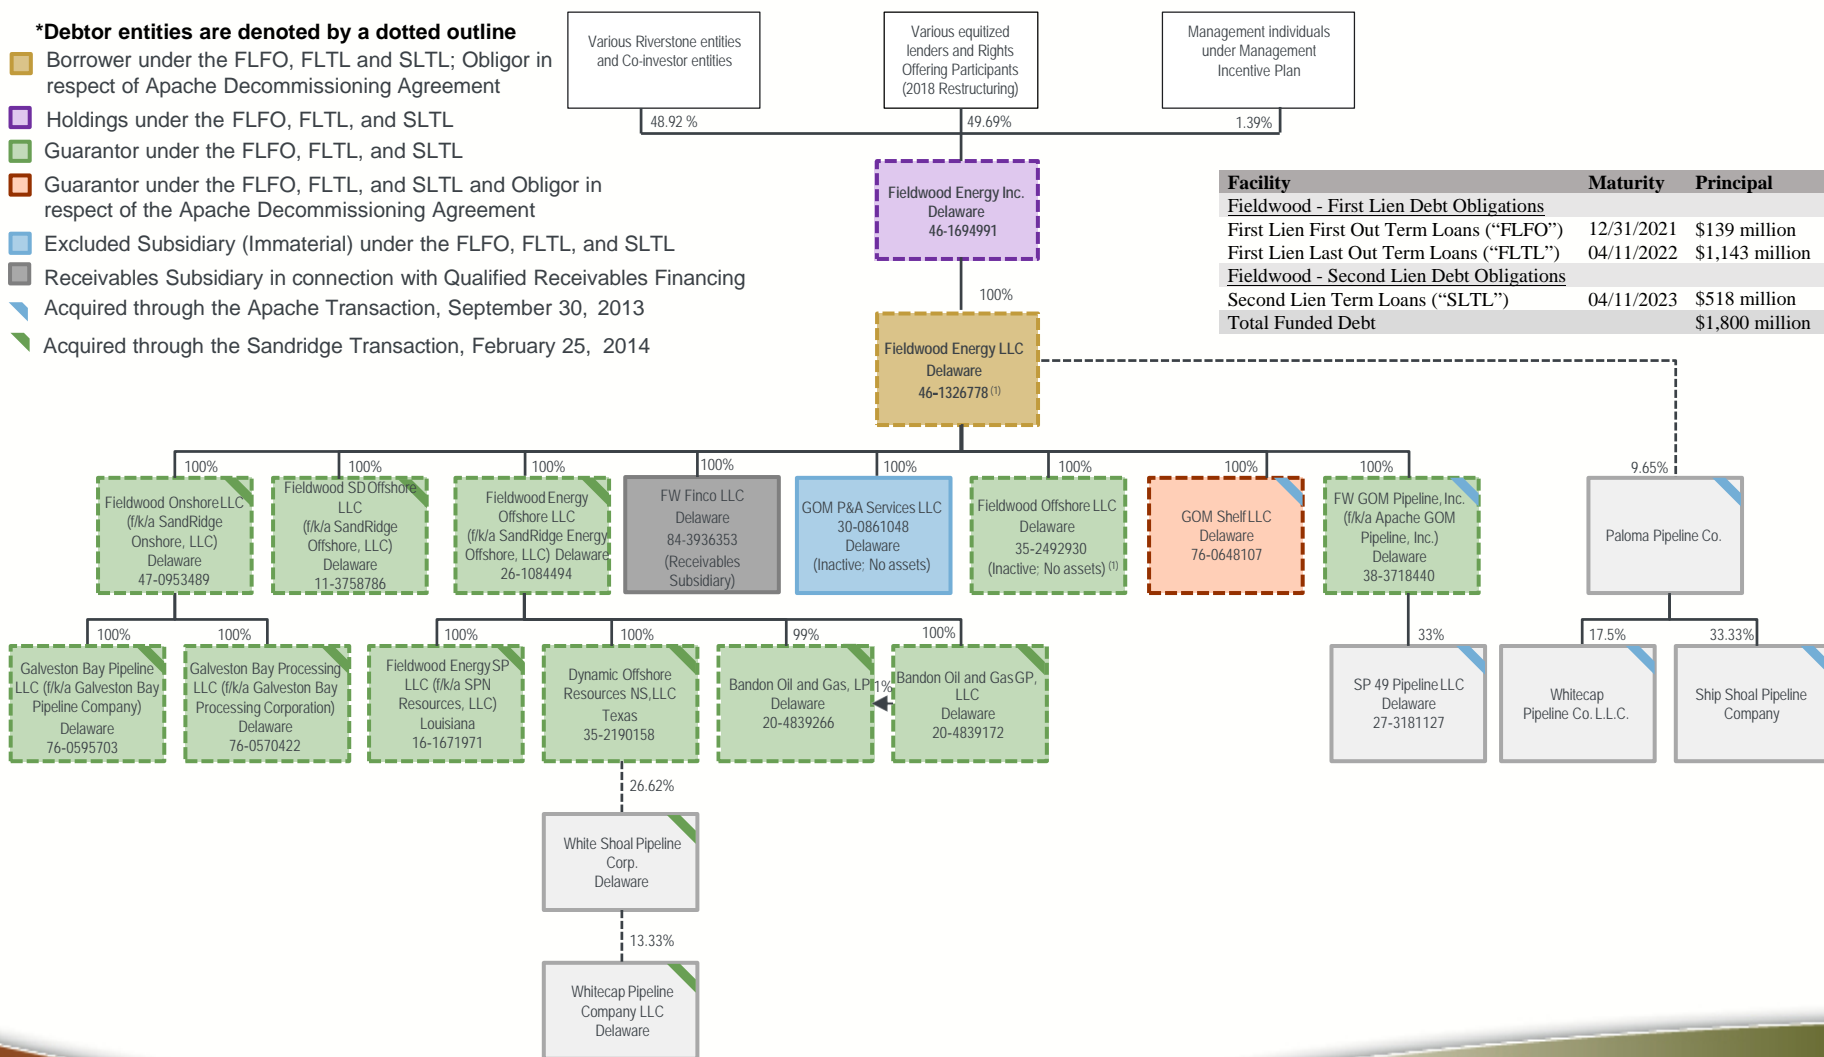 *Debtor entities are denoted by a dotted outline
Borrower under the FLFO, FLTL and SLTL; Obligor in
respect of Apache Decommissioning Agreement
Holdings under the FLFO, FLTL, and SLTL
Guarantor under the FLFO, FLTL, and SLTL
Guarantor under the FLFO, FLTL, and SLTL and Obligor in
respect of the Apache Decommissioning Agreement
Excluded Subsidiary (Immaterial) under the FLFO, FLTL, and SLTL
Receivables Subsidiary in connection with Qualified Receivables Financing
Acquired through the Apache Transaction, September 30, 2013
Acquired through the Sandridge Transaction, February 25, 2014
Various Riverstone entities
and Co-investor entities
Various equitized
lenders and Rights
Offering Participants
(2018 Restructuring)
Management individuals
under Management
Incentive Plan
48.92 %
49.69%
1.39%
Fieldwood Energy Inc.
Delaware
46-1694991
Facility Maturity Principal
Fieldwood - First Lien Debt Obligations
First Lien First Out Term Loans (“FLFO”) 12/31/2021 $139 million
First Lien Last Out Term Loans (“FLTL”) 04/11/2022 $1,143 million
Fieldwood - Second Lien Debt Obligations
Second Lien Term Loans (“SLTL”) 04/11/2023 $518 million
Total Funded Debt $1,800 million
100%
Fieldwood Energy LLC
Delaware
46-1326778 (1)
100%
100%
100%
100%
100%
100%
100%
100%
9.65%
Fieldwood Onshore LLC
(f/k/a SandRidge
Onshore, LLC)
Delaware
47-0953489
Fieldwood SD Offshore
LLC
(f/k/a SandRidge
Offshore, LLC)
Delaware
11-3758786
Fieldwood Energy
Offshore LLC
(f/k/a SandRidge Energy
Offshore, LLC) Delaware
26-1084494
FW Finco LLC
Delaware
84-3936353
(Receivables
Subsidiary)
GOM P&A Services LLC
30-0861048
Delaware
(Inactive; No assets)
Fieldwood Offshore LLC
Delaware
35-2492930
(Inactive; No assets) (1)
GOM Shelf LLC
Delaware
76-0648107
FW GOM Pipeline, Inc.
(f/k/a Apache GOM
Pipeline, Inc.)
Delaware
38-3718440
Paloma Pipeline Co.
100%
100%
100%
100%
99%
100%
33%
17.5%
33.33%
Galveston Bay Pipeline
LLC (f/k/a Galveston Bay
Pipeline Company)
Delaware
76-0595703
Galveston Bay Processing
LLC (f/k/a Galveston Bay
Processing Corporation)
Delaware
76-0570422
Fieldwood Energy SP
LLC (f/k/a SPN
Resources, LLC)
Louisiana
16-1671971
Dynamic Offshore
Resources NS, LLC
Texas
35-2190158
Bandon Oil and Gas, LP
Delaware
20-4839266
1%
Bandon Oil and Gas GP,
LLC
Delaware
20-4839172
SP 49 Pipeline LLC
Delaware
27-3181127
Whitecap
Pipeline Co. L.L.C.
Ship Shoal Pipeline
Company
26.62%
White Shoal Pipeline
Corp.
Delaware
13.33%
Whitecap Pipeline
Company LLC
Delaware